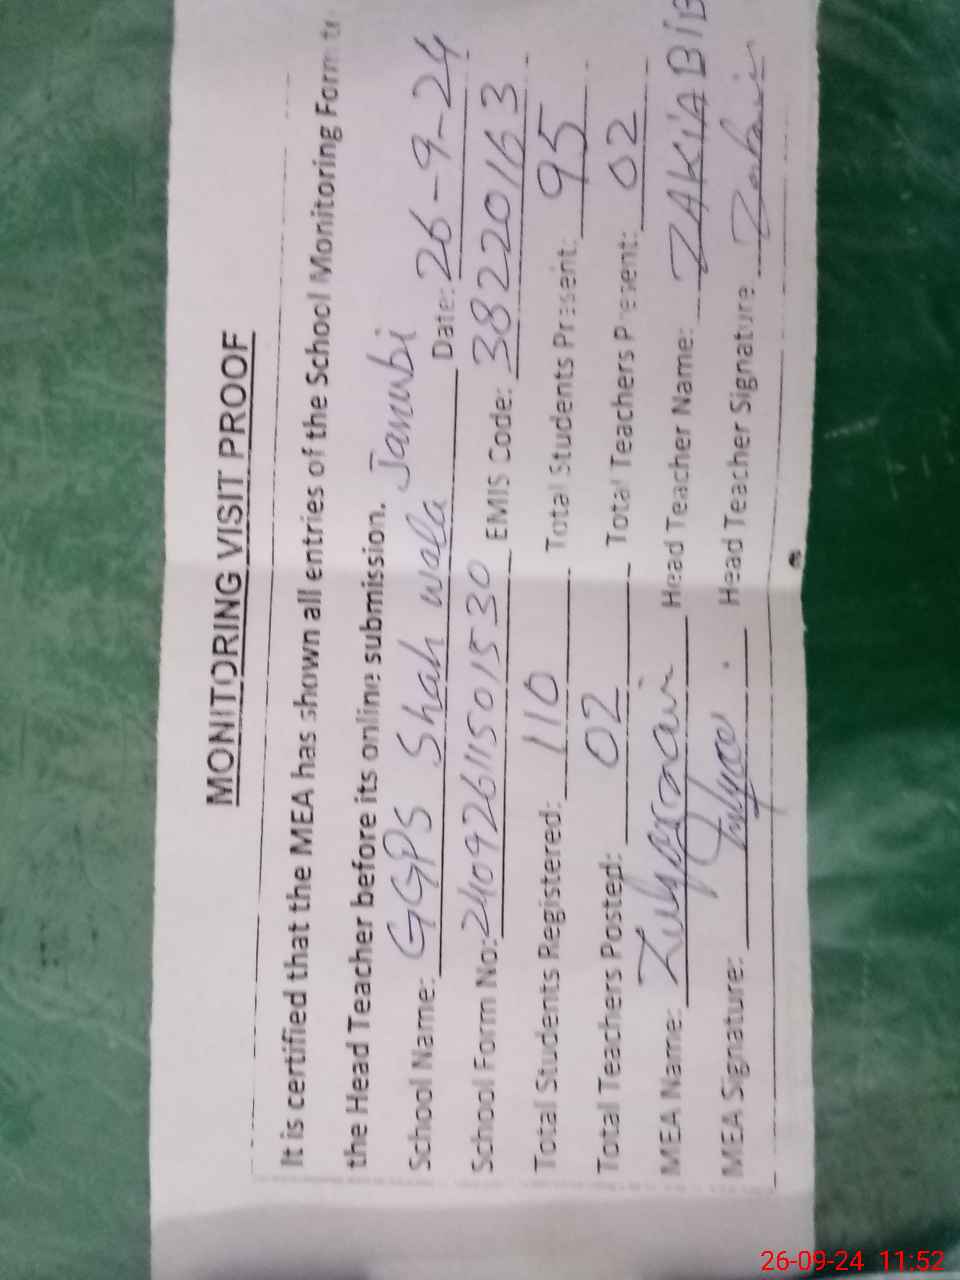 MONITORING VISIT PROOF
It is certified that the MEA has shown all entries of the School Monitoring Form to
the Head Teacher before its online submission.
School Name: GGPS Shah wala Janubi Date: 26-9-24
School Form No: 24092611501530 EMIS Code: 38220163
Total Students Registered: 110 Total Students Present: 95
Total Teachers Posted: 02 Total Teachers Present: 02
MEA Name: Head Teacher Name: ZAKIA BIB
MEA Signature: Head Teacher Signature
26-09-24 11:52